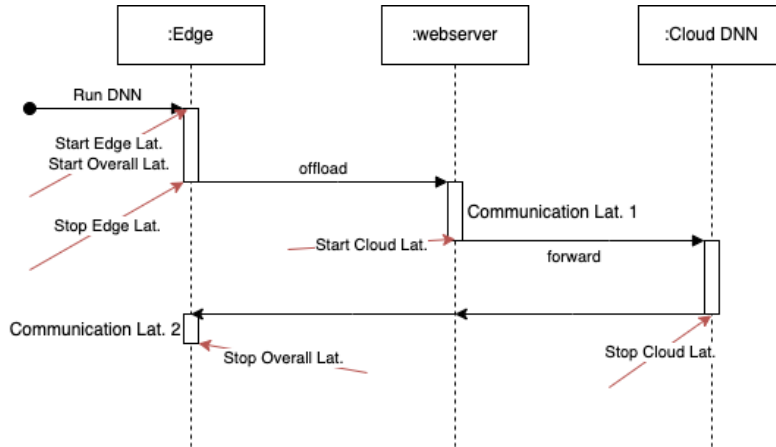 :Edge
:webserver
:Cloud DNN
Run DNN
Start Edge Lat.
Start Overall Lat.
offload
Stop Edge Lat.
Communication Lat. 1
Start Cloud Lat.
forward
Communication Lat. 2
Stop Overall Lat.
Stop Cloud Lat.